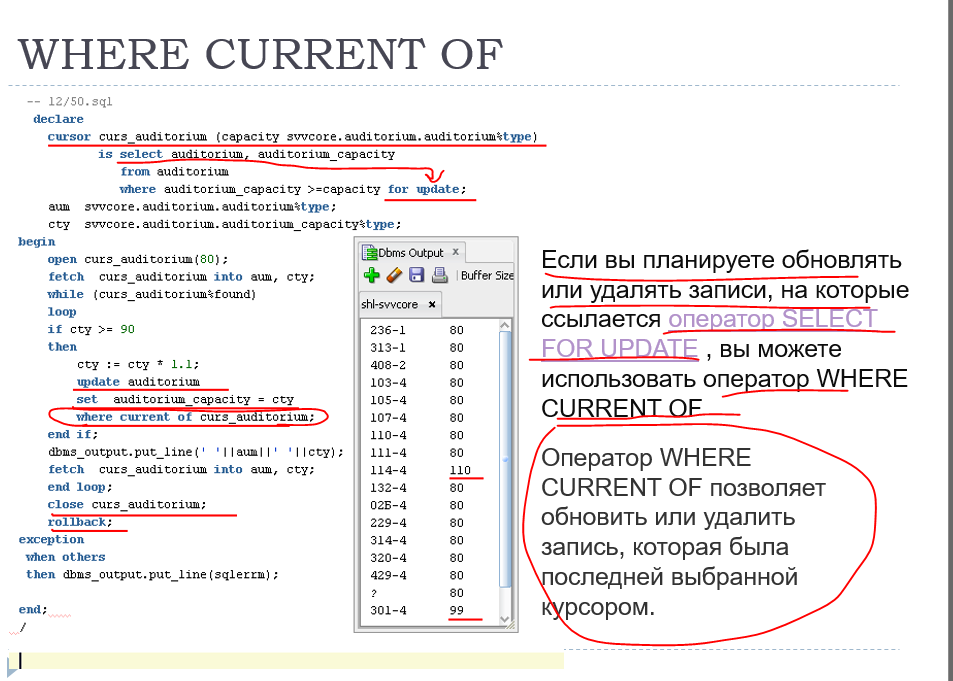 WHERE CURRENT OF
-- 12/50.sql
declare
cursor curs_auditorium (capacity svvcore.auditorium.auditorium%type)
is select auditorium, auditorium_capacity
from auditorium
where auditorium_capacity >=capacity for update;
aum svvcore.auditorium.auditorium%type;
cty svvcore.auditorium.auditorium_capacity%type;
begin
open curs_auditorium(80);
fetch curs_auditorium into aum, cty;
while (curs_auditorium%found)
loop
if cty >= 90
then
cty := cty * 1.1;
update auditorium
set auditorium_capacity = cty
where current of curs_auditorium;
end if;
dbms_output.put_line(' '||aum||' '||cty);
fetch curs_auditorium into aum, cty;
end loop;
close curs_auditorium;
rollback;
exception
when others
then dbms_output.put_line(sqlerrm);
end;
/
Dbms Output x
Buffer Size
shl-svvcore x
236-1 80
313-1 80
408-2 80
103-4 80
105-4 80
107-4 80
110-4 80
111-4 80
114-4 110
132-4 80
02Б-4 80
229-4 80
314-4 80
320-4 80
429-4 80
? 80
301-4 99
Если вы планируете обновлять
или удалять записи, на которые
ссылается оператор SELECT
FOR UPDATE , вы можете
использовать оператор WHERE
CURRENT OF
Оператор WHERE
CURRENT OF позволяет
обновить или удалить
запись, которая была
последней выбранной
курсором.